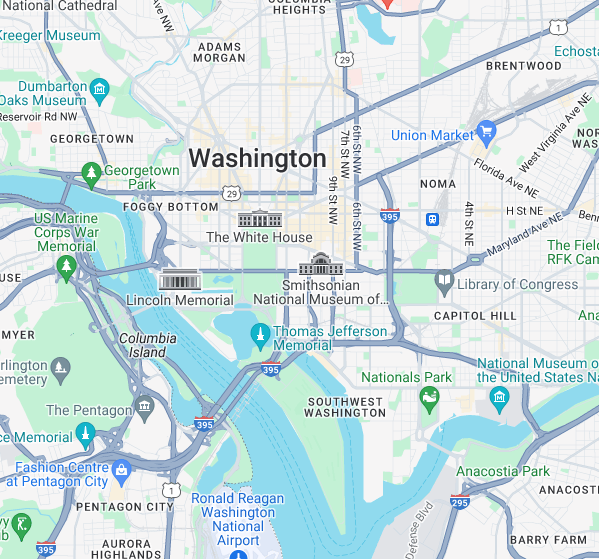 National Cathedral
COLUMBIA
HEIGHTS
1
Kreeger Museum
ADAMS
MORGAN
29
Echosta
BRENTWOOD
Dumbarton
Oaks Museum
Reservoir Rd NW
GEORGETOWN
7th St NW
6th St NW
Union Market
West Virginia Ave NE
Washington
Florida Ave NE
Georgetown
Park
9th St NW
NOMA
29
FOGGY BOTTOM
US Marine
Corps War
Memorial
The White House
6th St NW
395
4th St NE
H St NE
Benn
Maryland Ave NE
The Field
RFK Cam
Lincoln Memorial
Smithsonian
National Museum of...
Library of Congress
MYER
Columbia
Island
Thomas Jefferson
Memorial
CAPITOL HILL
National Museum o
the United States Na
395
Nationals Park
The Pentagon
SOUTHWEST
WASHINGTON
395
ce Memorial
Fashion Centre
at Pentagon City
Anacostia Park
1
PENTAGON CITY
Ronald Reagan
Washington
National
Airport
295
ANACOST
Defense Blvd
395
AURORA
HIGHLANDS
BARRY FARM